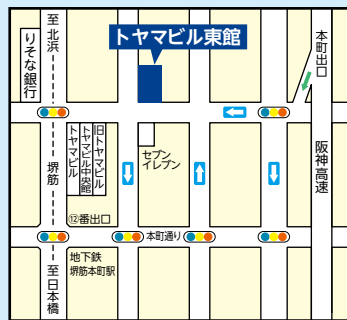 至北浜
りそな銀行
トヤマビル東館
本町出口
旧トヤマビル
トヤマビル中央館
トヤマビル
セブン
イレブン
堺筋
阪神高速
⑫番出口
本町通り
地下鉄
堺筋本町駅
至日本橋